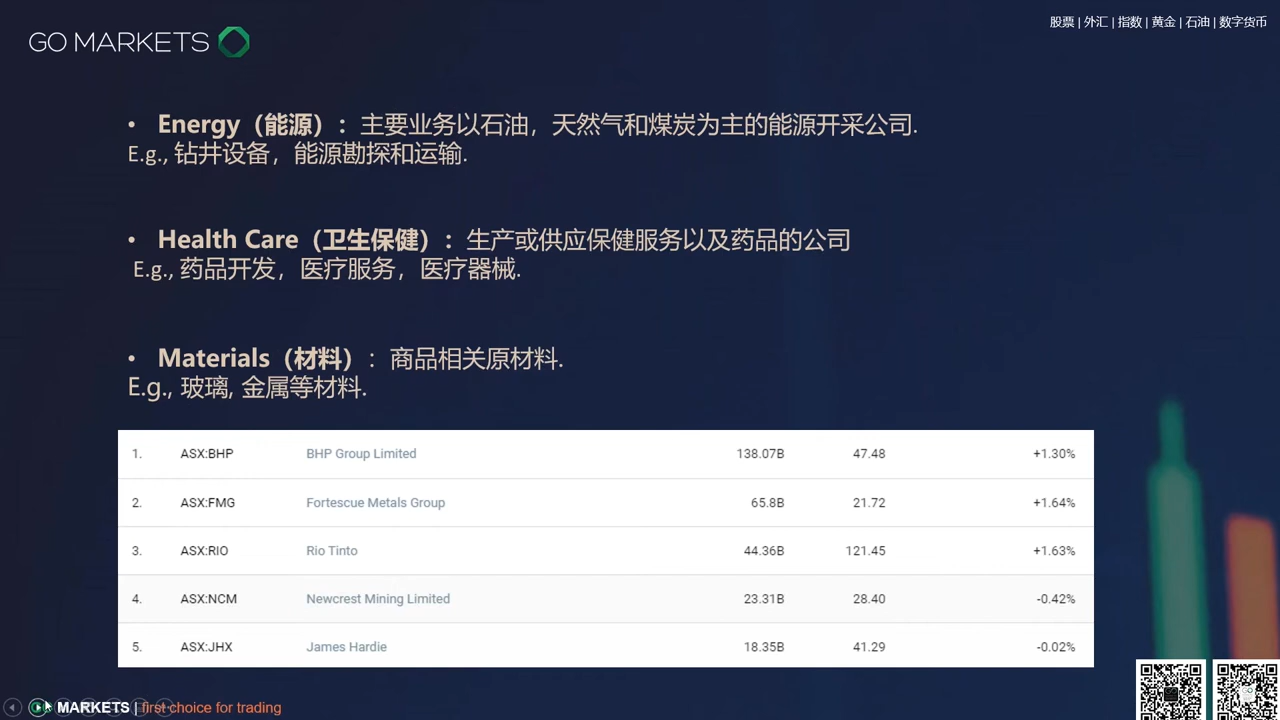 GO MARKETS
股票 | 外汇 | 指数 | 黄金 | 石油 | 数字货币
• Energy（能源）：主要业务以石油，天然气和煤炭为主的能源开采公司.
E.g., 钻井设备，能源勘探和运输.
• Health Care（卫生保健）：生产或供应保健服务以及药品的公司
E.g., 药品开发，医疗服务，医疗器械.
• Materials（材料）：商品相关原材料.
E.g., 玻璃, 金属等材料.
1. ASX:BHP BHP Group Limited 138.07B 47.48 +1.30%
2. ASX:FMG Fortescue Metals Group 65.8B 21.72 +1.64%
3. ASX:RIO Rio Tinto 44.36B 121.45 +1.63%
4. ASX:NCM Newcrest Mining Limited 23.31B 28.40 -0.42%
5. ASX:JHX James Hardie 18.35B 41.29 -0.02%
MARKETS | first choice for trading